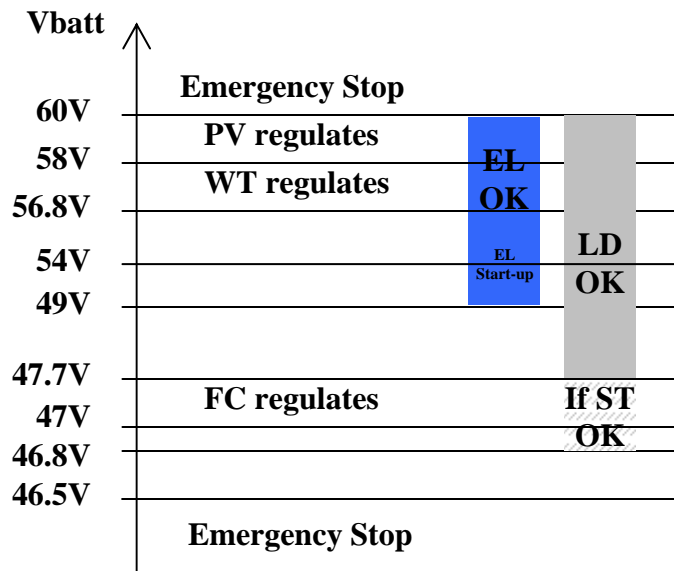 Vbatt
Emergency Stop
60V
PV regulates
58V
WT regulates
EL
OK
56.8V
54V
EL
Start-up
LD
OK
49V
47.7V
FC regulates
If ST
OK
47V
46.8V
46.5V
Emergency Stop